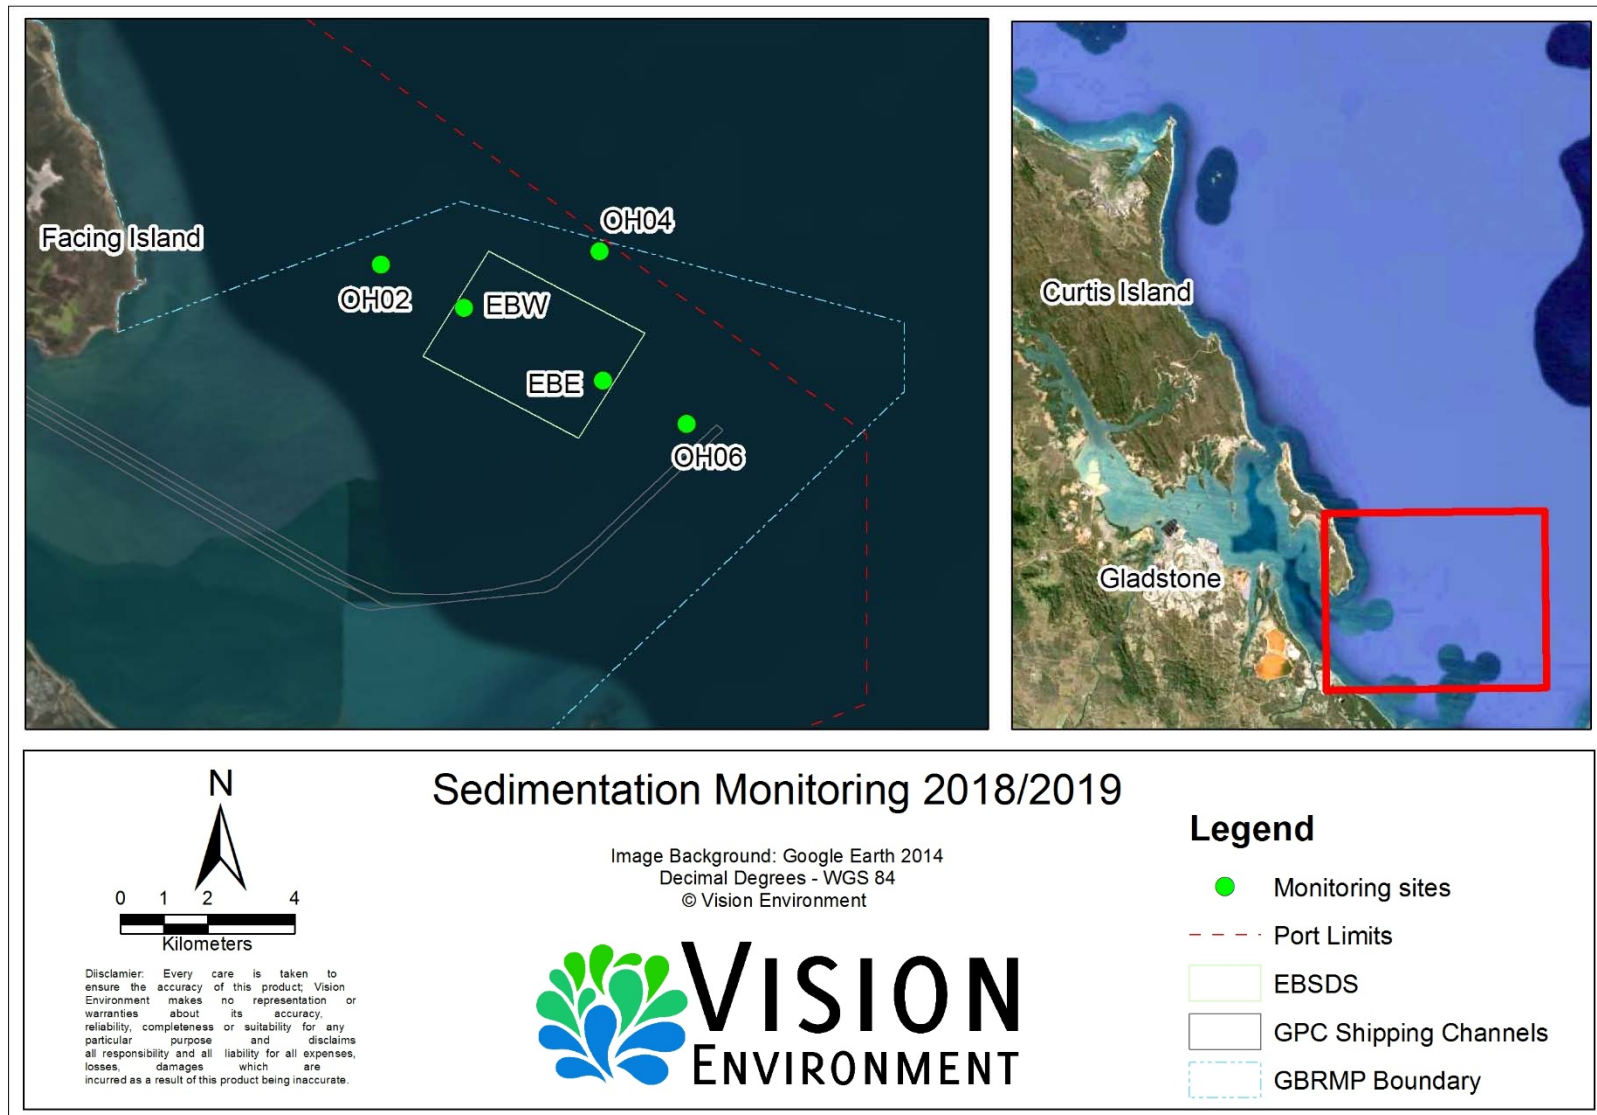 Facing Island
OH04
OH02
EBW
EBE
OH06
Curtis Island
Gladstone
N
0 1 2 4
Kilometers
Diisclamier: Every care is taken to
ensure the accuracy of this product; Vision
Environment makes no representation or
warranties about its accuracy,
reliability, completeness or suitability for any
particular purpose and disclaims
all responsibility and all liability for all expenses,
losses, damages which are
incurred as a result of this product being inaccurate.
Sedimentation Monitoring 2018/2019
Image Background: Google Earth 2014
Decimal Degrees - WGS 84
© Vision Environment
VISION
ENVIRONMENT
Legend
Monitoring sites
Port Limits
EBSDS
GPC Shipping Channels
GBRMP Boundary